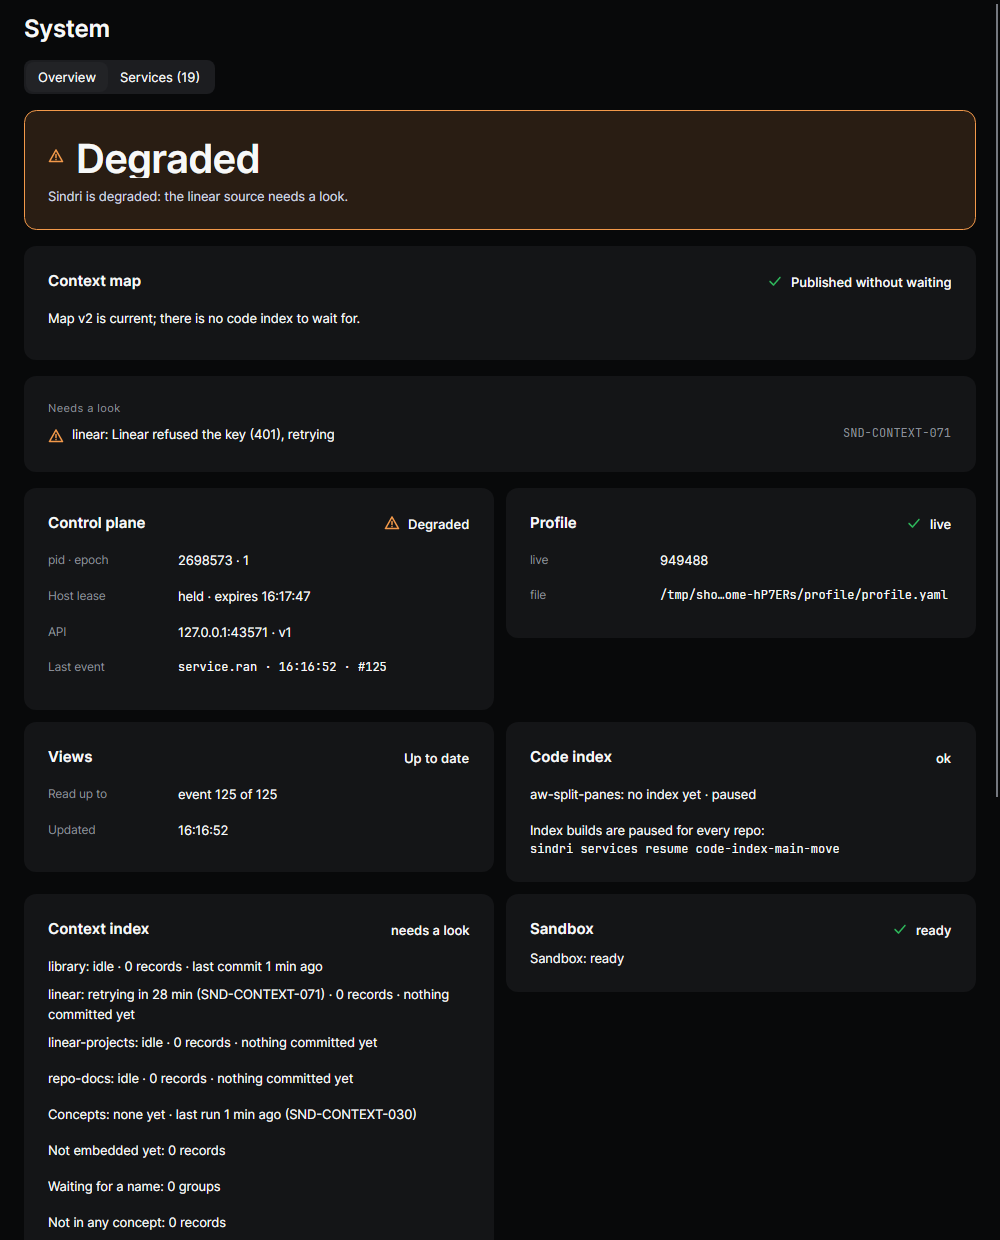 System
Overview
Services (19)
Degraded
Sindri is degraded: the linear source needs a look.
Context map
Published without waiting
Map v2 is current; there is no code index to wait for.
Needs a look
linear: Linear refused the key (401), retrying
SND-CONTEXT-071
Control plane
Degraded
pid · epoch
2698573 · 1
Host lease
held · expires 16:17:47
API
127.0.0.1:43571 · v1
Last event
service.ran · 16:16:52 · #125
Profile
live
live
949488
file
/tmp/sho…ome-hP7ERs/profile/profile.yaml
Views
Up to date
Read up to
event 125 of 125
Updated
16:16:52
Code index
ok
aw-split-panes: no index yet · paused
Index builds are paused for every repo:
sindri services resume code-index-main-move
Context index
needs a look
library: idle · 0 records · last commit 1 min ago
linear: retrying in 28 min (SND-CONTEXT-071) · 0 records · nothing
committed yet
linear-projects: idle · 0 records · nothing committed yet
repo-docs: idle · 0 records · nothing committed yet
Concepts: none yet · last run 1 min ago (SND-CONTEXT-030)
Not embedded yet: 0 records
Waiting for a name: 0 groups
Not in any concept: 0 records
Sandbox
ready
Sandbox: ready